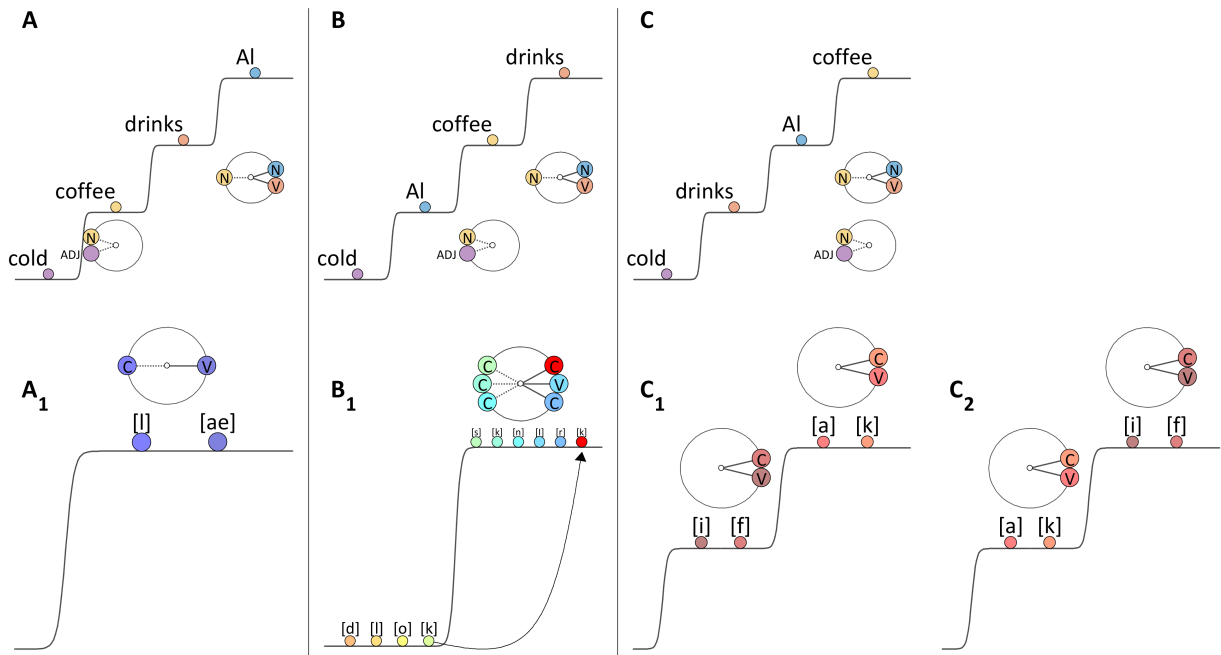 A
Al
drinks
N
N
V
coffee
N
ADJ
cold
B
drinks
coffee
N
N
V
Al
N
ADJ
cold
C
coffee
Al
N
N
V
drinks
N
ADJ
cold
A1
C
V
[l] [ae]
B1
C C
C V
C C
[s] [k] [n] [l] [r] [k]
[d] [l] [o] [k]
C1
C
V
[a] [k]
C
V
[i] [f]
C2
C
V
[i] [f]
C
V
[a] [k]